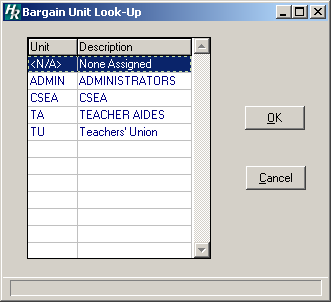 HR Bargain Unit Look-Up
Unit Description
<N/A> None Assigned
ADMIN ADMINISTRATORS
CSEA CSEA
TA TEACHER AIDES
TU Teachers' Union
OK
Cancel